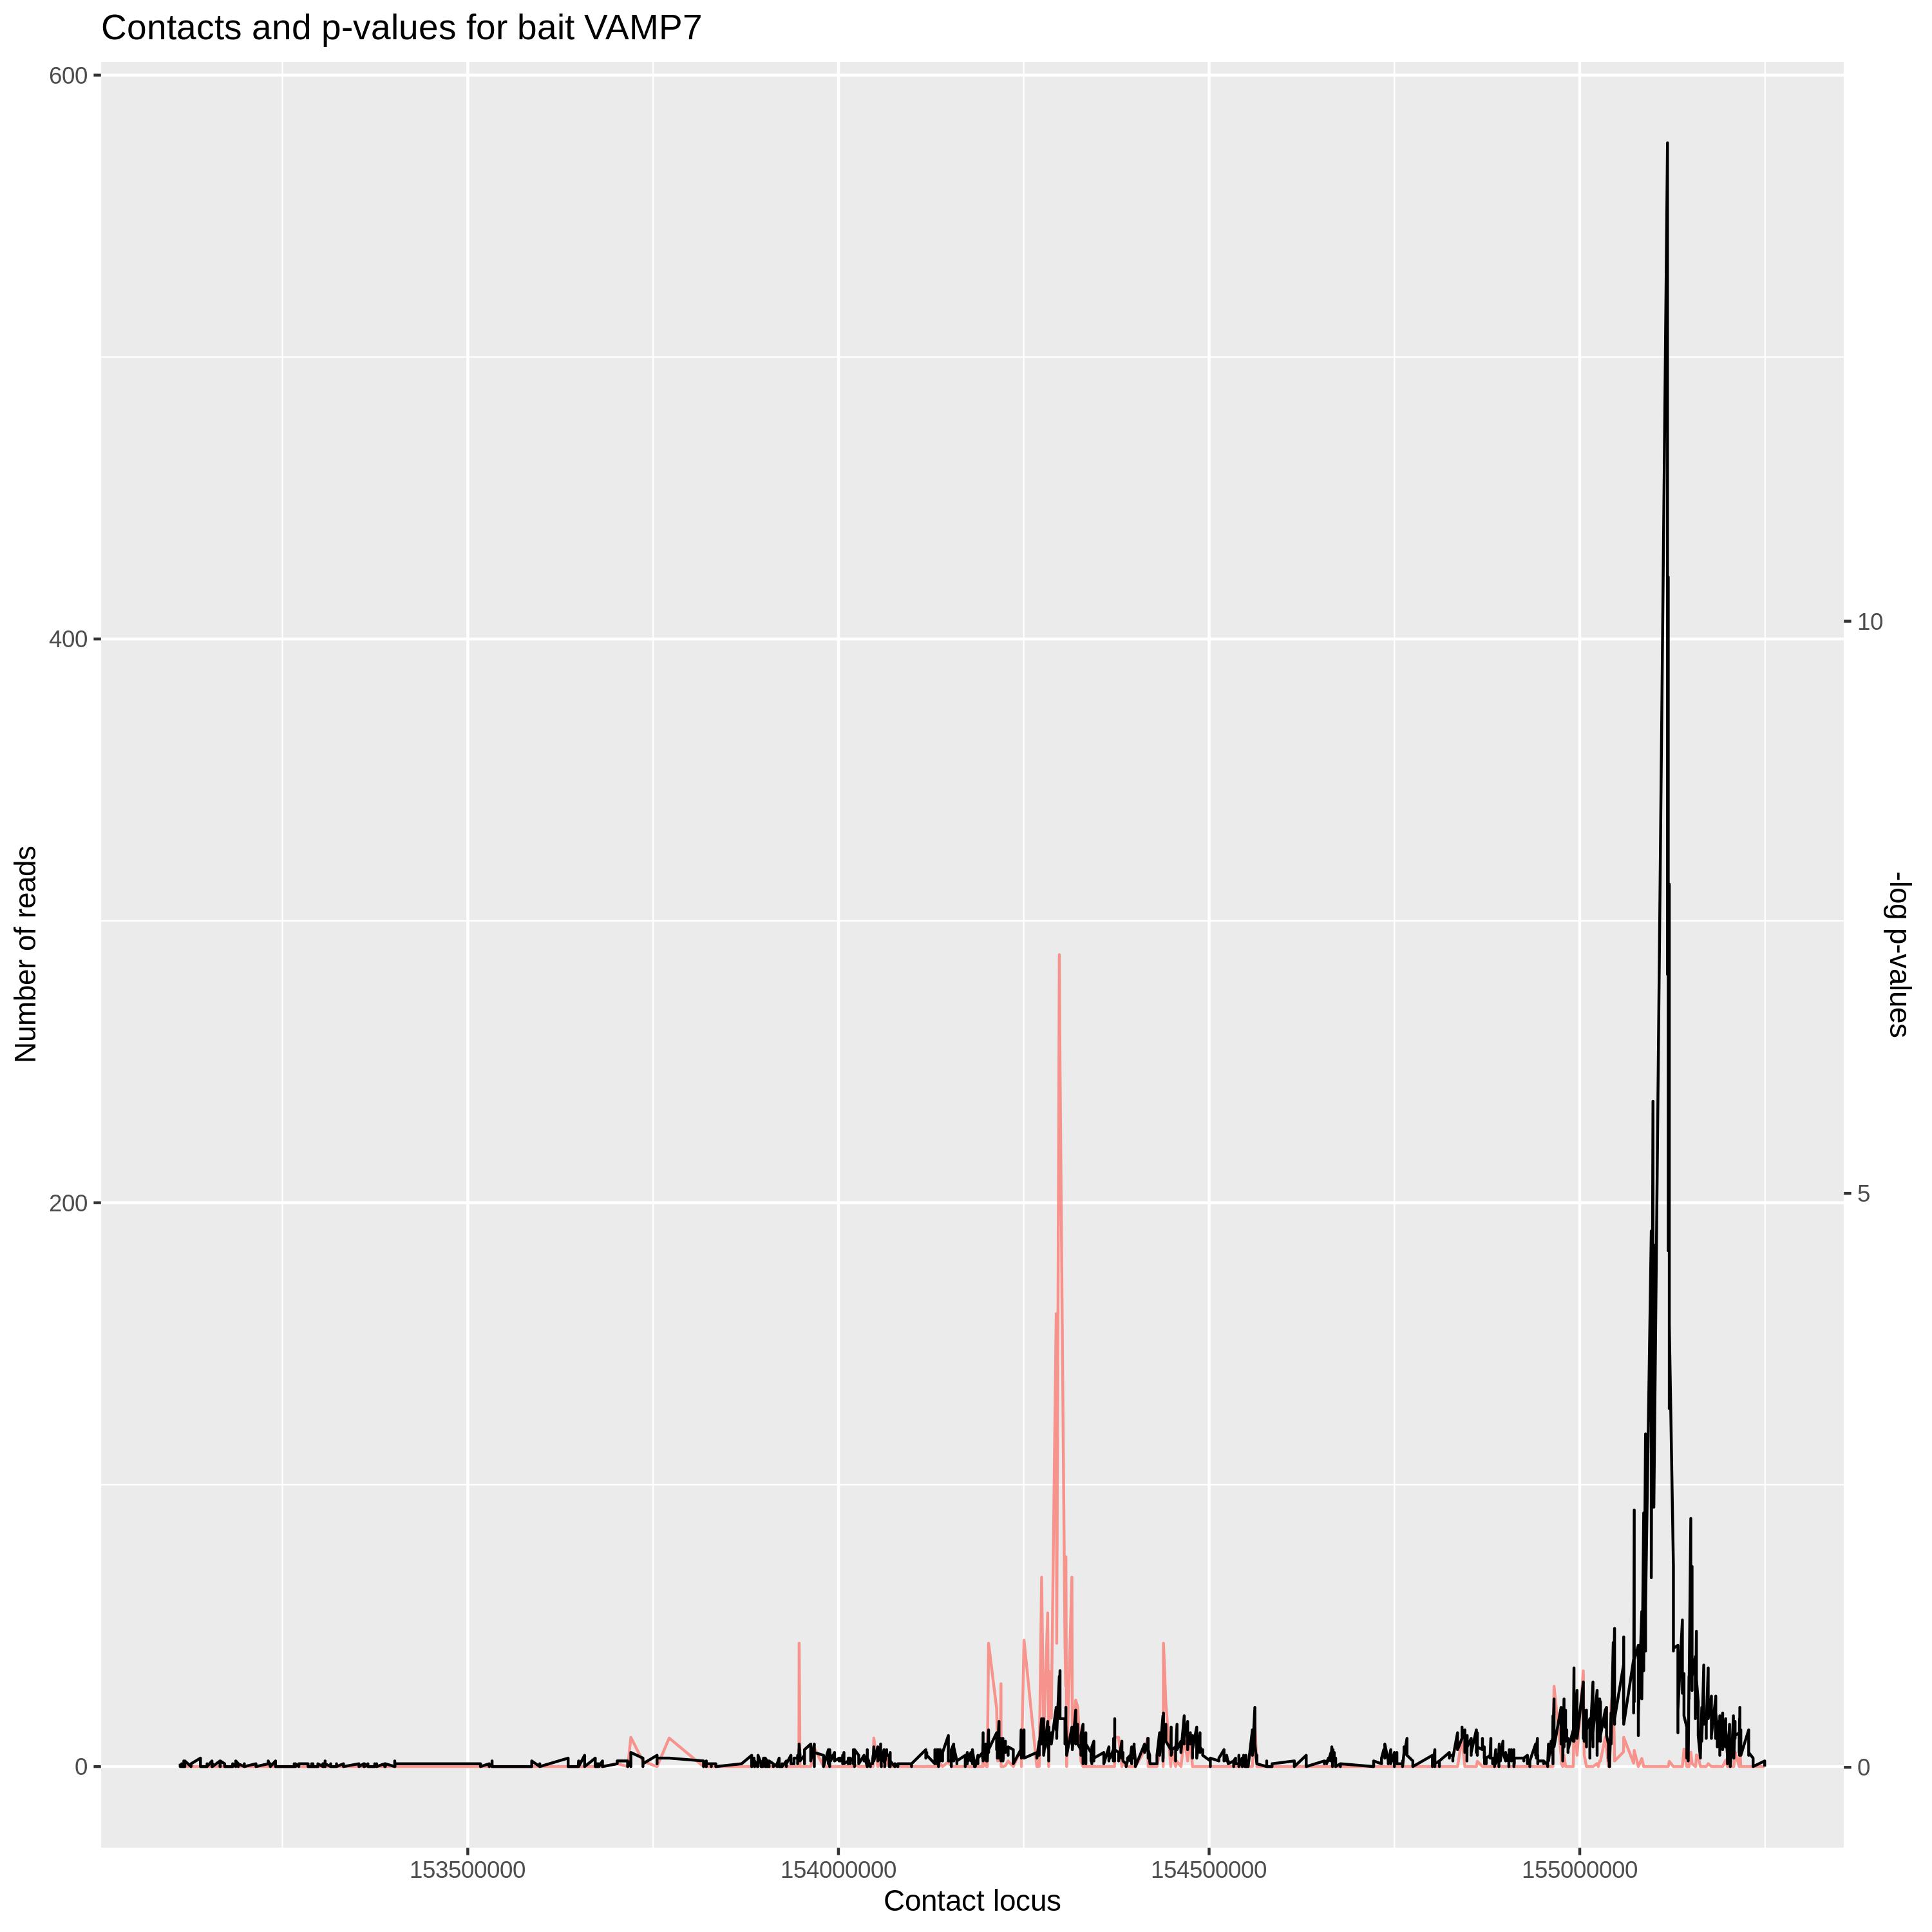 Contacts and p-values for bait VAMP7
600
400
200
0
Number of reads
10
5
0
-log p-values
153500000 154000000 154500000 155000000
Contact locus